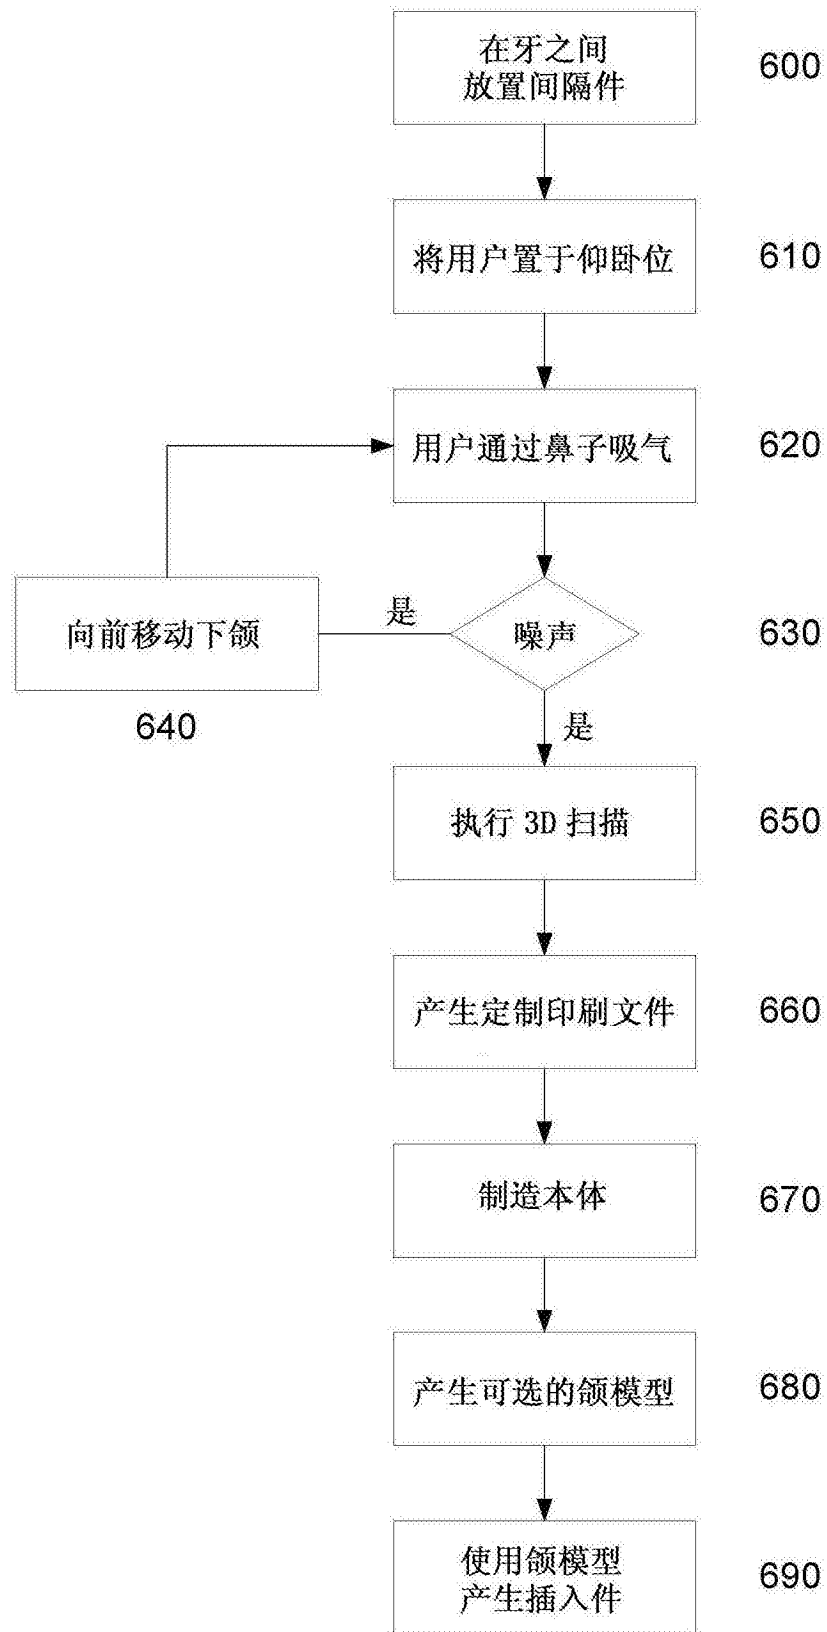 在牙之间
放置间隔件
600
将用户置于仰卧位
610
用户通过鼻子吸气
620
向前移动下颌
是
噪声
630
640
是
执行 3D 扫描
650
产生定制印刷文件
660
制造本体
670
产生可选的颌模型
680
使用颌模型
产生插入件
690